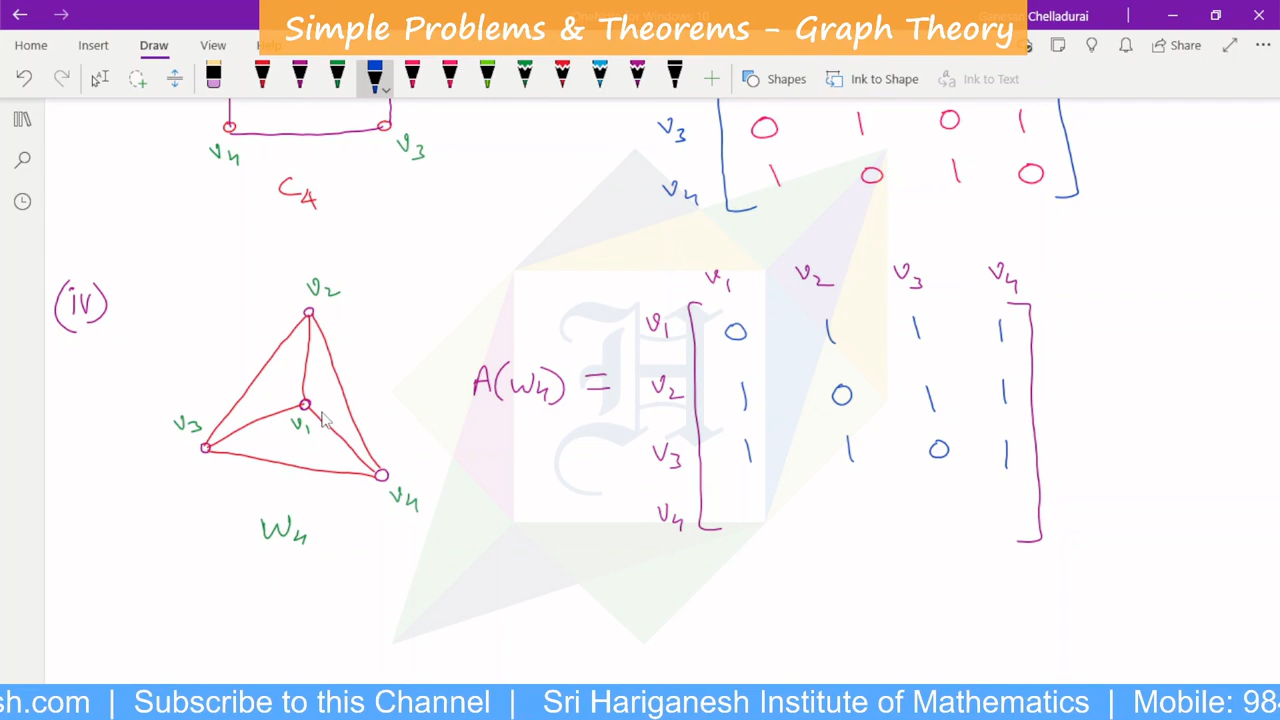 Simple Problems & Theorems - Graph Theory
Chelladurai
Home Insert Draw View Help
Share
Shapes Ink to Shape Ink to Text
v4 v3
C4
v3 0 1 0 1
v4 1 0 1 0
(iv)
v2
v3 v1
v4
W4
v1 v2 v3 v4
v1 0 1 1 1
A(W4) = v2 1 0 1 1
v3 1 1 0 1
v4
sh.com | Subscribe to this Channel | Sri Hariganesh Institute of Mathematics | Mobile: 98